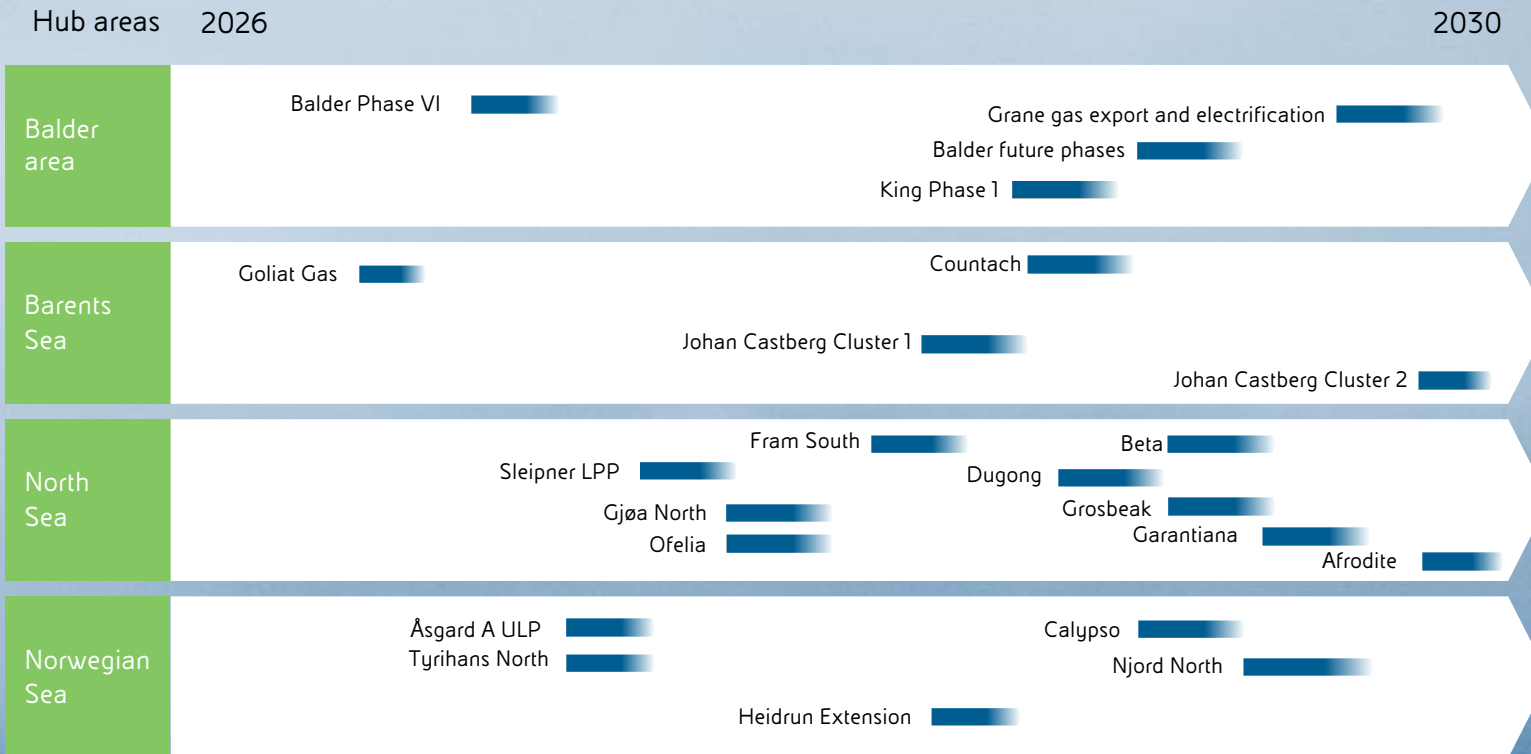 Hub areas 2026 2030
Balder
area
Balder Phase VI
Grane gas export and electrification
Balder future phases
King Phase 1
Barents
Sea
Goliat Gas
Countach
Johan Castberg Cluster 1
Johan Castberg Cluster 2
North
Sea
Fram South
Beta
Sleipner LPP
Dugong
Gjøa North
Grosbeak
Ofelia
Garantiana
Afrodite
Norwegian
Sea
Åsgard A ULP
Calypso
Tyrihans North
Njord North
Heidrun Extension